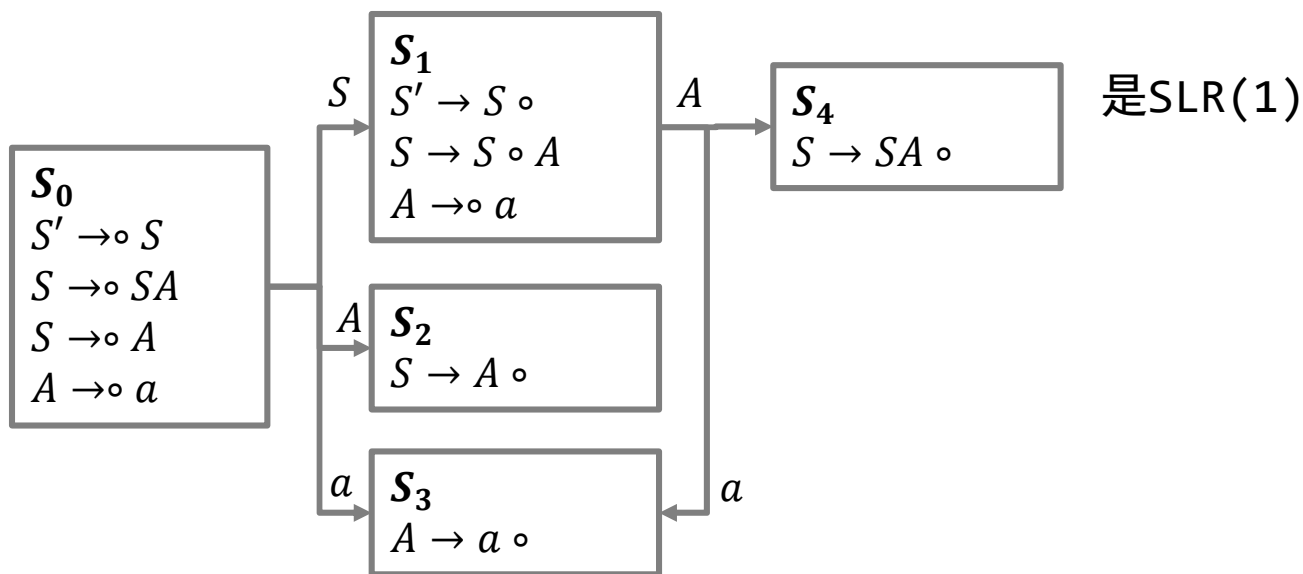 S₀
S′ →∘ S
S →∘ SA
S →∘ A
A →∘ a
S
S₁
S′ → S ∘
S → S ∘ A
A →∘ a
A
S₂
S → A ∘
a
S₃
A → a ∘
A
a
S₄
S → SA ∘
是SLR(1)